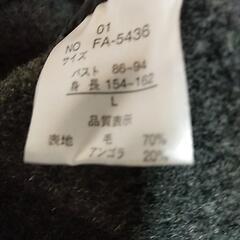 01
NO FA-5436
サイズ
バスト 86-94
身長 154-162
L
品質表示
表地 毛 70%
アンゴラ 20%